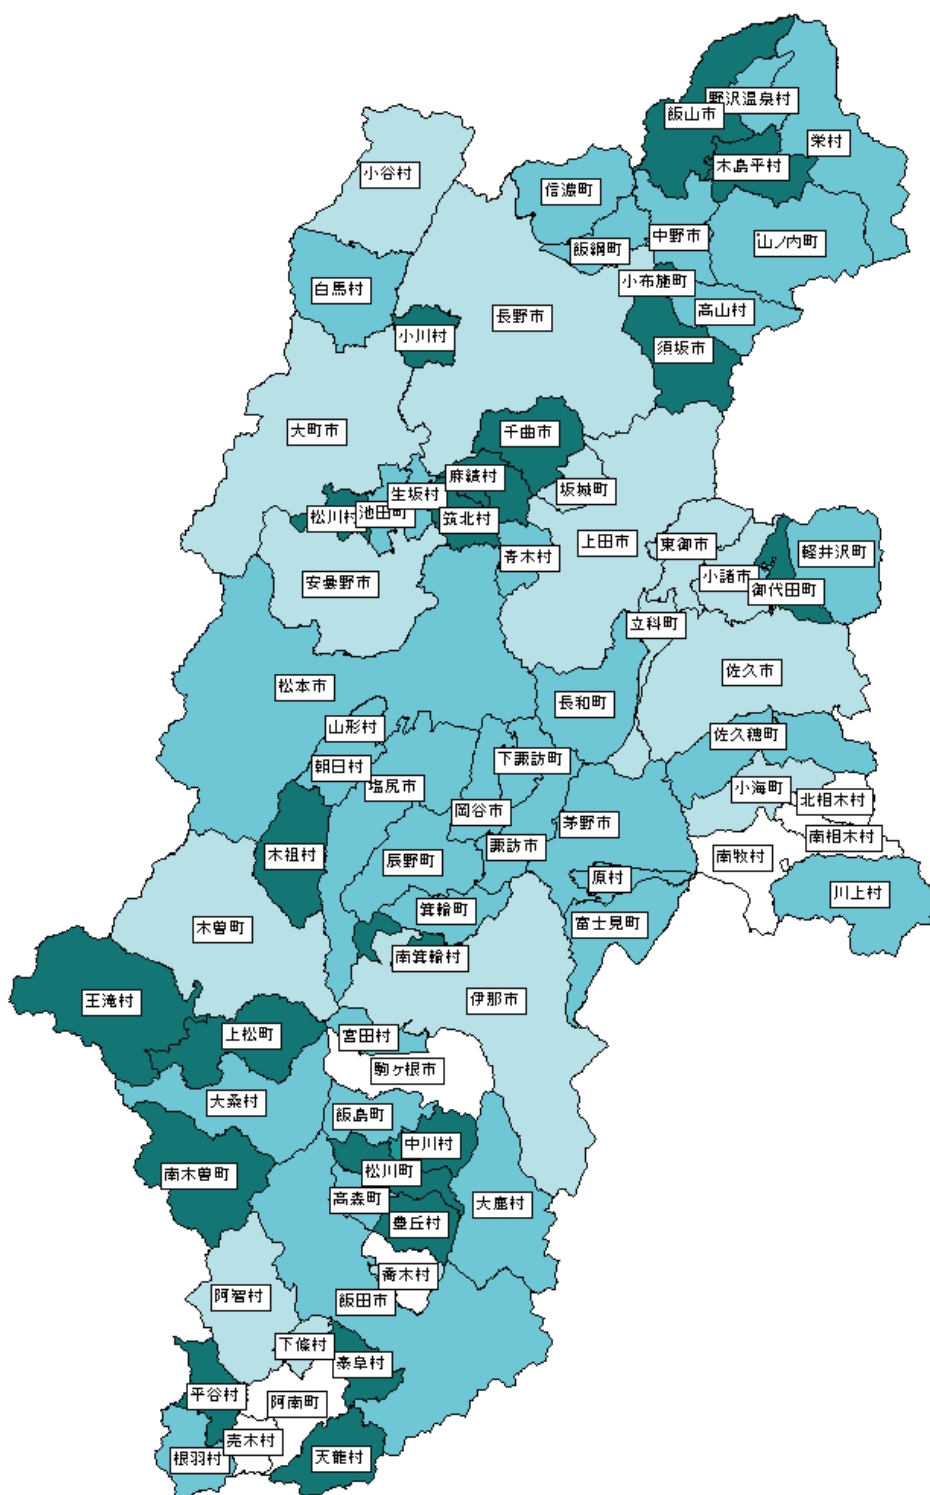 野沢温泉村
飯山市
栄村
木島平村
小谷村
信濃町
中野市
山ノ内町
飯綱町
小布施町
白馬村
高山村
長野市
小川村
須坂市
大町市
千曲市
麻績村
坂城町
生坂村
松川村
池田町
筑北村
上田市
東御市
軽井沢町
青木村
安曇野市
小諸市
御代田町
立科町
佐久市
松本市
長和町
山形村
佐久穂町
下諏訪町
朝日村
塩尻市
小海町
北相木村
岡谷市
茅野市
南相木村
諏訪市
木祖村
辰野町
南牧村
原村
川上村
箕輪町
富士見町
木曽町
南箕輪村
王滝村
伊那市
上松町
宮田村
駒ヶ根市
大桑村
飯島町
中川村
南木曽町
松川町
高森町
大鹿村
豊丘村
喬木村
阿智村
飯田市
下條村
泰阜村
平谷村
阿南町
売木村
根羽村
天龍村